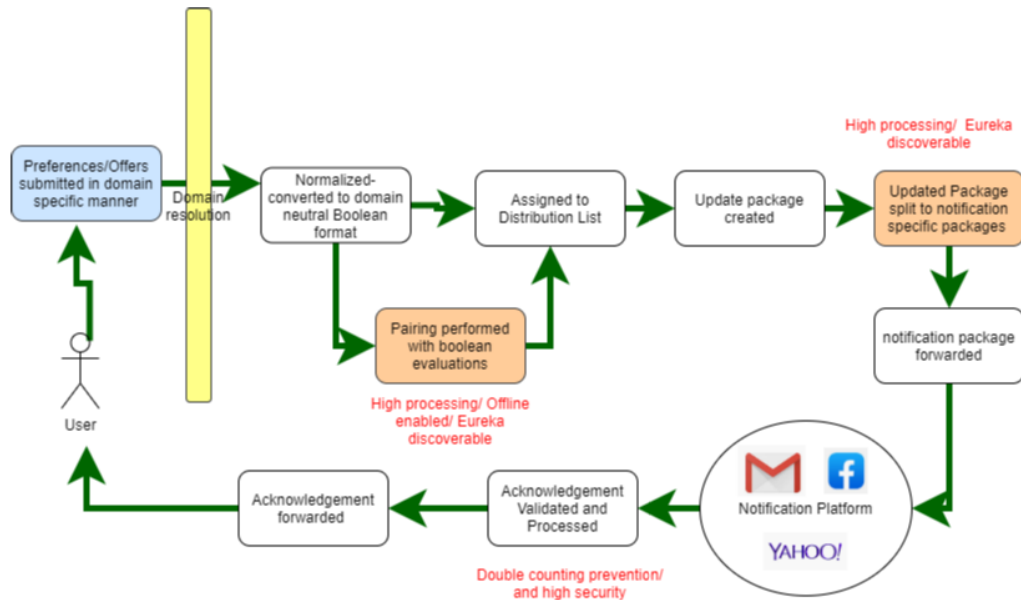 High processing/ Eureka
discoverable
Preferences/Offers
submitted in domain
specific manner
Domain
resolution
Normalized-
converted to domain
neutral Boolean
format
Assigned to
Distribution List
Update package
created
Updated Package
split to notification
specific packages
Pairing performed
with boolean
evaluations
notification package
forwarded
High processing/ Offline
enabled/ Eureka
discoverable
User
Acknowledgement
forwarded
Acknowledgement
Validated and
Processed
Notification Platform
YAHOO!
Double counting prevention/
and high security